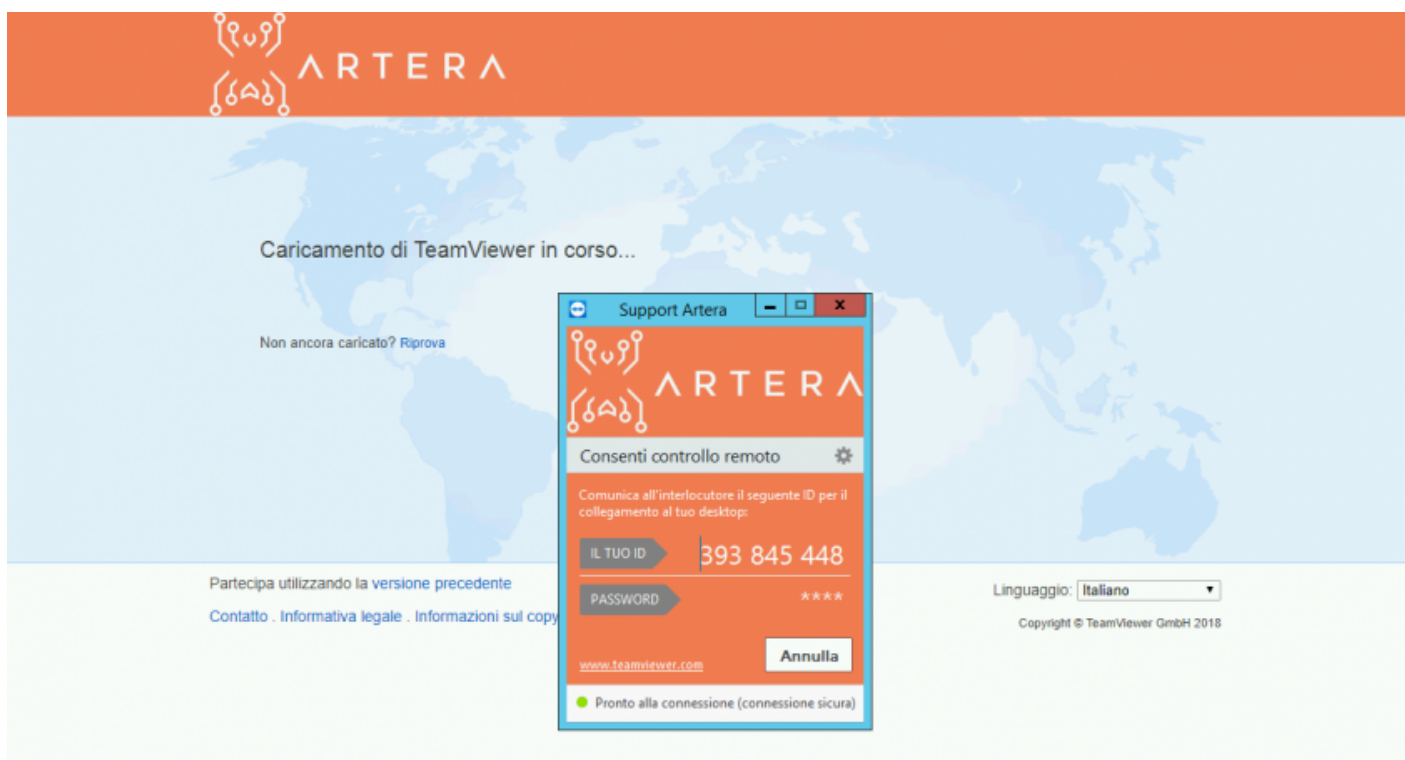 ARTERA
Caricamento di TeamViewer in corso...
Non ancora caricato? Riprova
Support Artera
ARTERA
Consenti controllo remoto
Comunica all'interlocutore il seguente ID per il
collegamento al tuo desktop:
IL TUO ID 393 845 448
PASSWORD ****
www.teamviewer.com Annulla
Pronto alla connessione (connessione sicura)
Partecipa utilizzando la versione precedente
Contatto . Informativa legale . Informazioni sul copy
Linguaggio: Italiano
Copyright © TeamViewer GmbH 2018